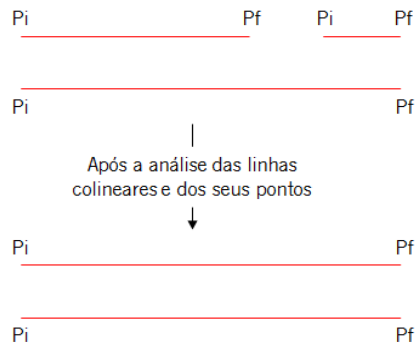 Pi Pf Pi Pf
Pi Pf
Após a análise das linhas
colineares e dos seus pontos
Pi Pf
Pi Pf